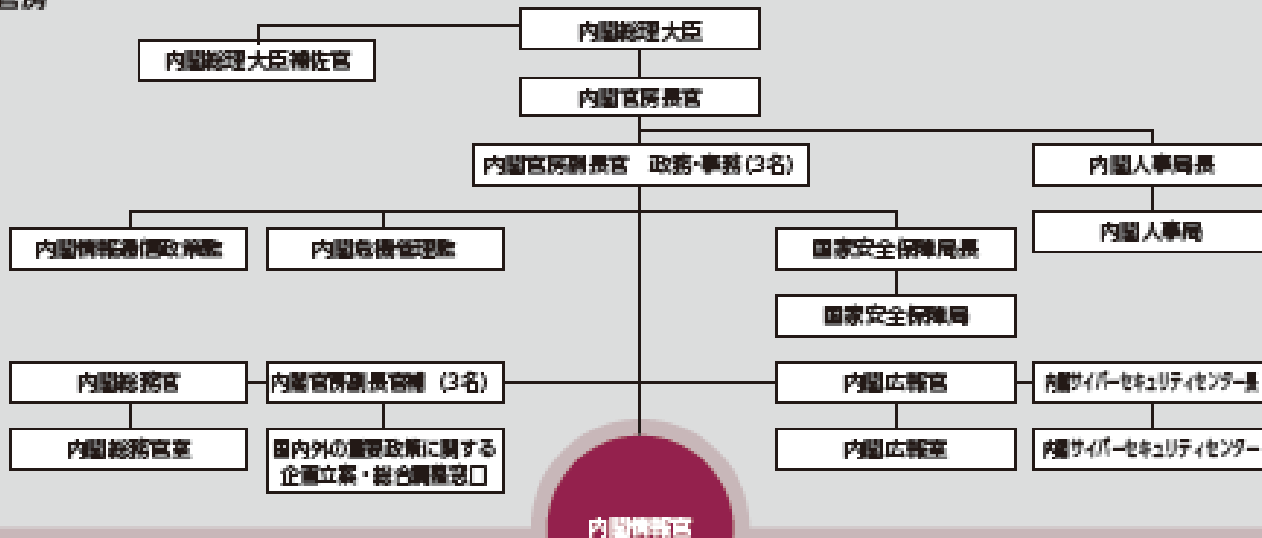 官房
内閣総理大臣
内閣総理大臣補佐官
内閣官房長官
内閣官房副長官 政務・事務(3名)
内閣人事局長
内閣人事局
内閣情報通信政策監
内閣危機管理監
国家安全保障局長
国家安全保障局
内閣総務官
内閣官房副長官補 (3名)
内閣広報官
内閣サイバーセキュリティセンター長
内閣総務官室
国内外の重要政策に関する
企画立案・総合調整窓口
内閣広報室
内閣サイバーセキュリティセンター
内閣情報官